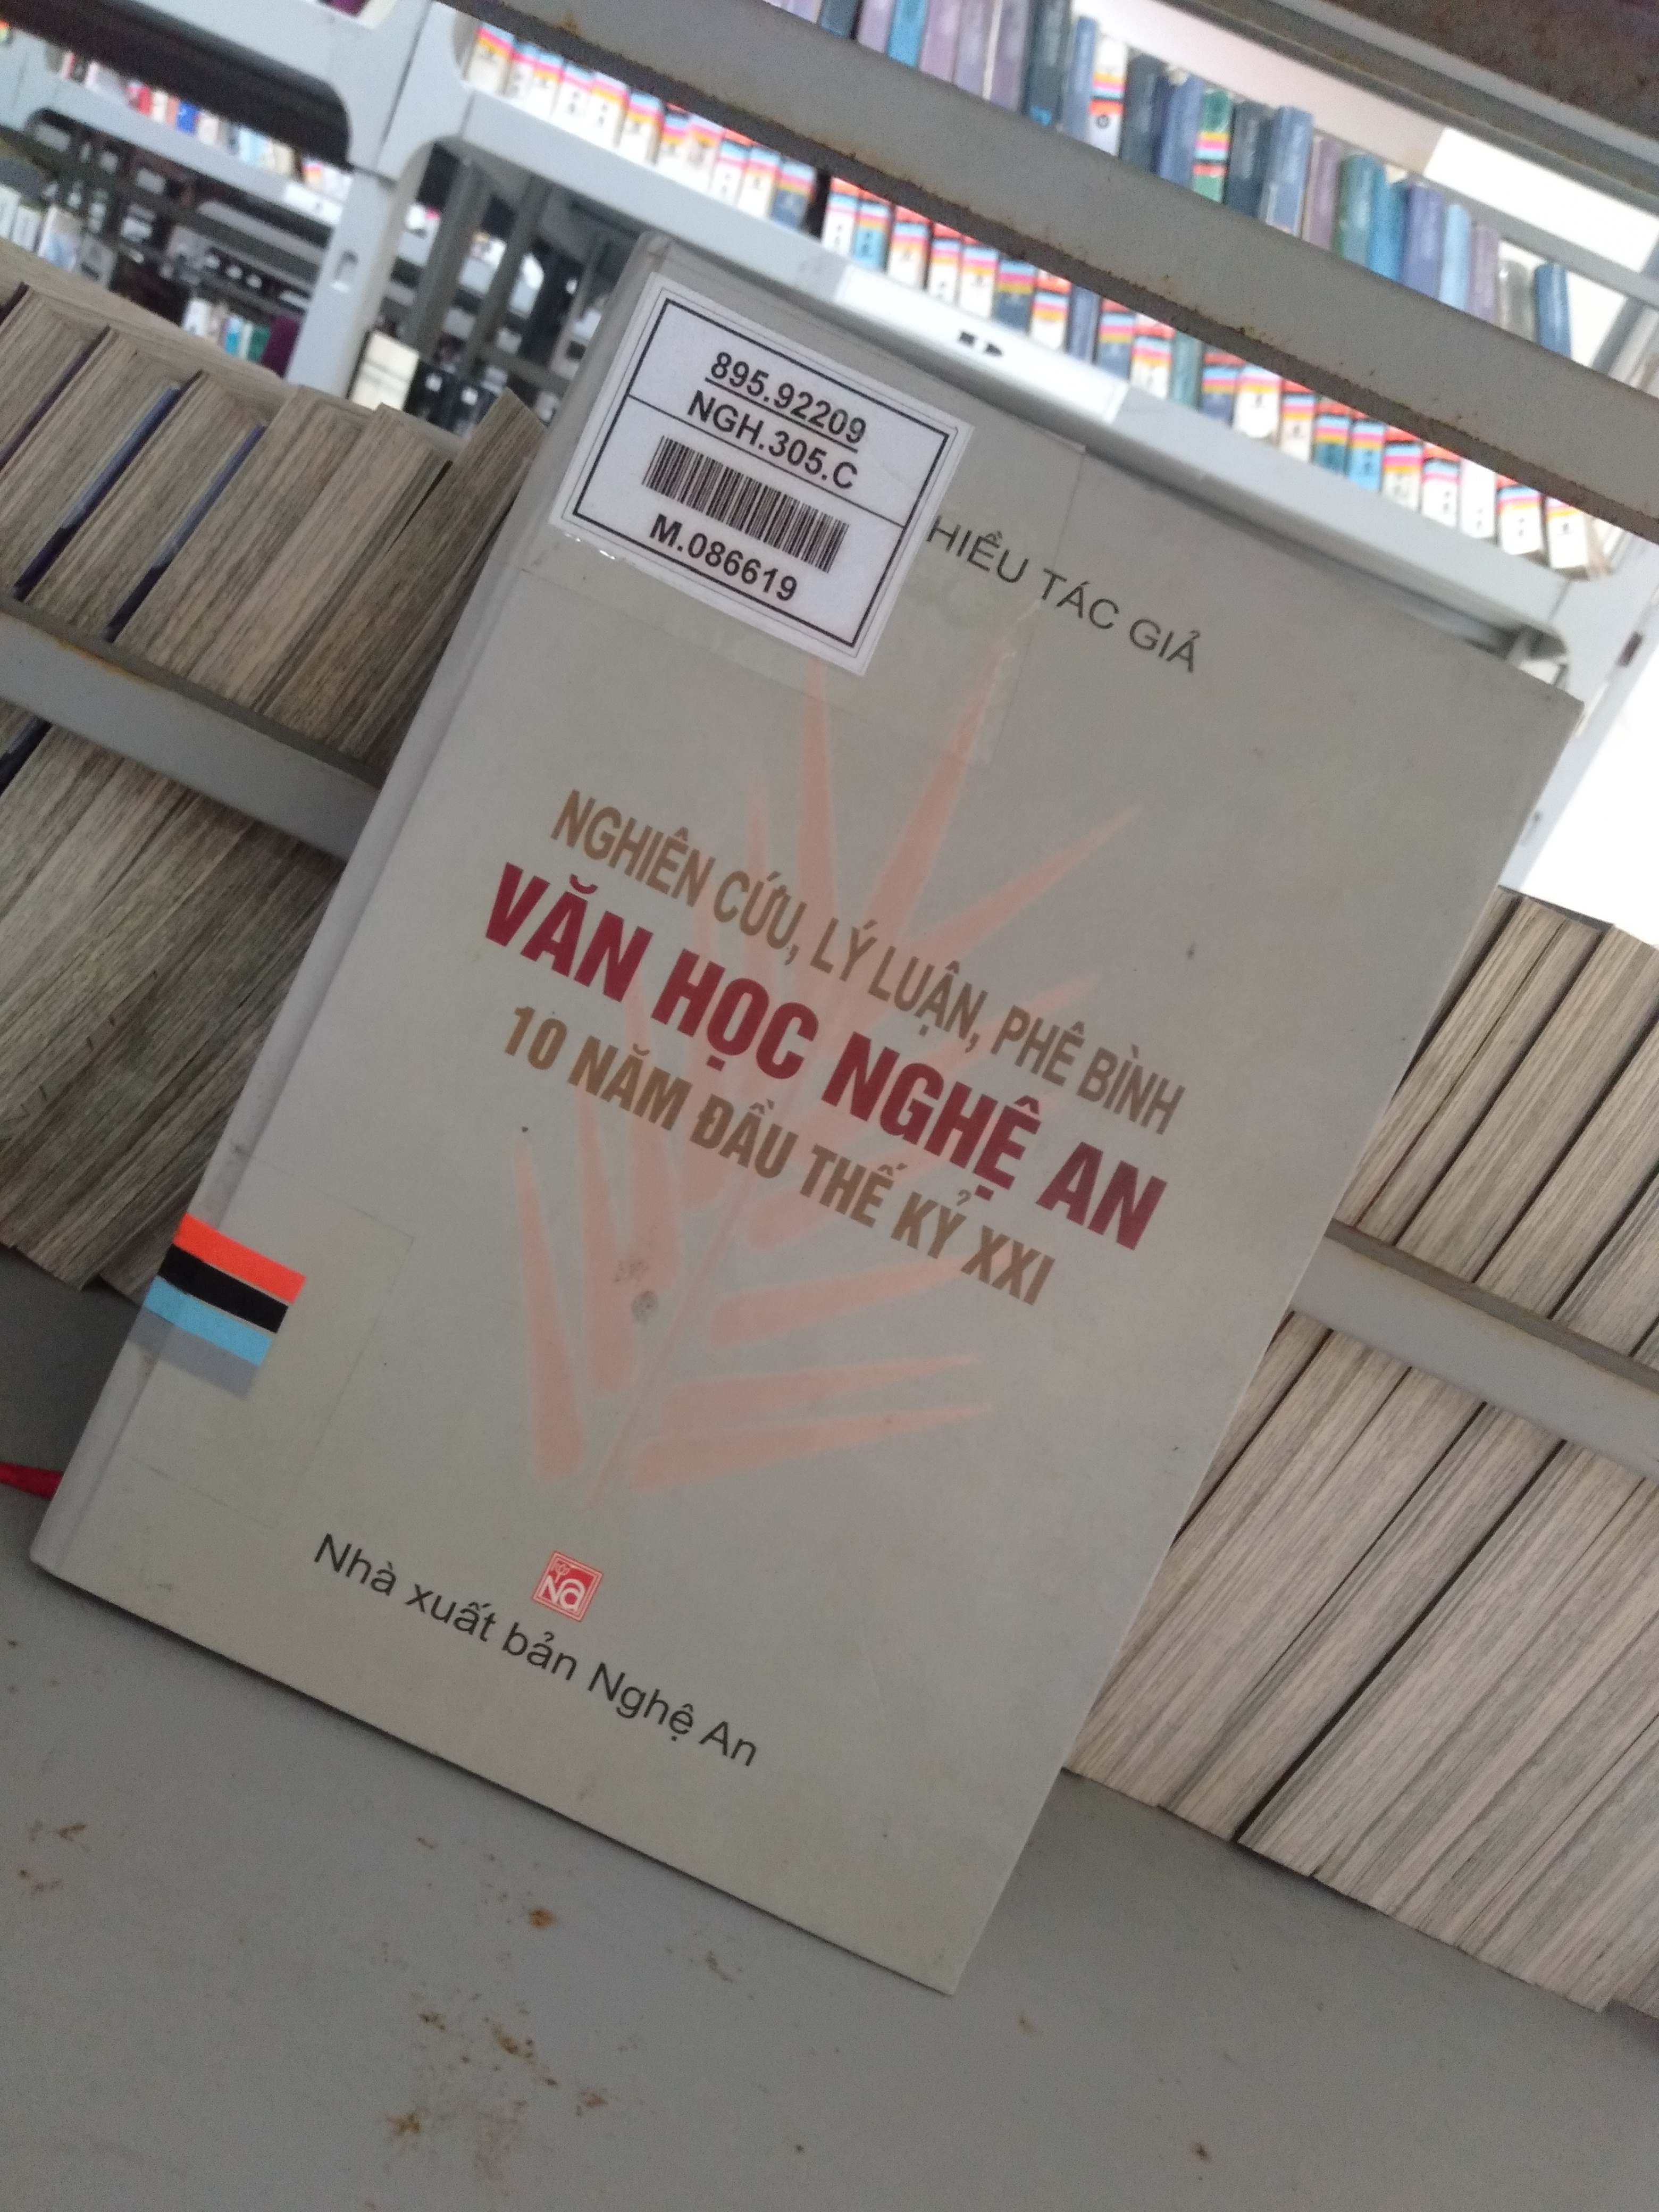 895.92209
NGH.305.C
M.086619
HIỀU TÁC GIẢ
NGHIÊN CỨU, LÝ LUẬN, PHÊ BÌNH
VĂN HỌC NGHỆ AN
10 NĂM ĐẦU THẾ KỶ XXI
NA
Nhà xuất bản Nghệ An